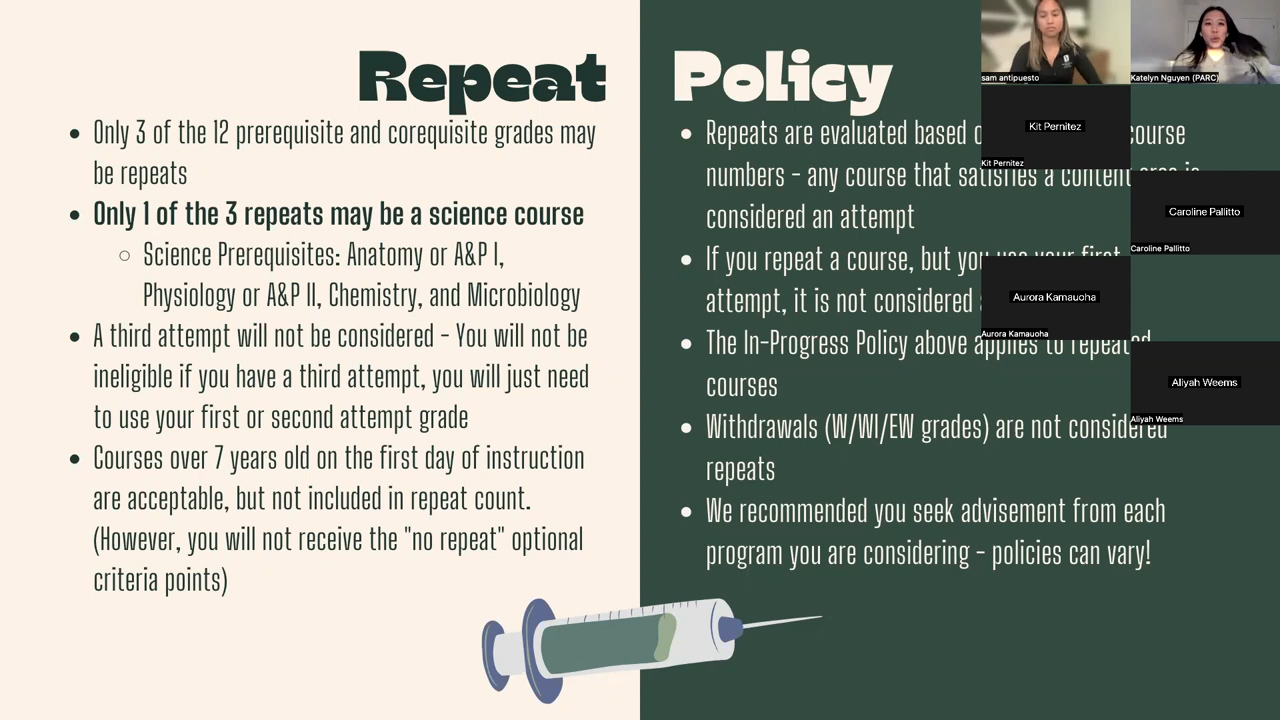 Repeat
Only 3 of the 12 prerequisite and corequisite grades may
be repeats
Only 1 of the 3 repeats may be a science course
Science Prerequisites: Anatomy or A&P I,
Physiology or A&P II, Chemistry, and Microbiology
A third attempt will not be considered - You will not be
ineligible if you have a third attempt, you will just need
to use your first or second attempt grade
Courses over 7 years old on the first day of instruction
are acceptable, but not included in repeat count.
(However, you will not receive the "no repeat" optional
criteria points)
Policy
Repeats are evaluated based course
numbers - any course that satisfies a content area is
considered an attempt
If you repeat a course, but you use your first
attempt, it is not considered
The In-Progress Policy above applies to repeated
courses
Withdrawals (W/WI/EW grades) are not considered
repeats
We recommended you seek advisement from each
program you are considering - policies can vary!
sam antipuesto
Katelyn Nguyen (PARC)
Kit Pernitez
Kit Pernitez
Caroline Pallitto
Caroline Pallitto
Aurora Kamauoha
Aurora Kamauoha
Aliyah Weems
Aliyah Weems